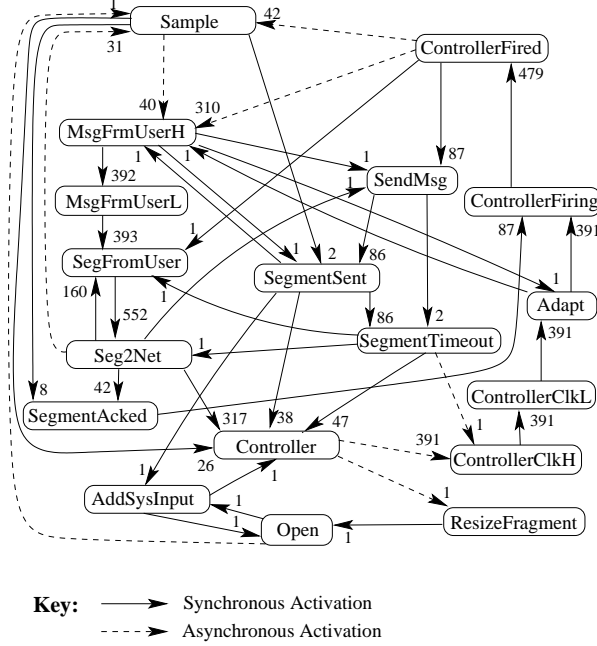 1
Sample
42
31
ControllerFired
479
40
310
MsgFrmUserH
1
1
1
87
392
SendMsg
1
MsgFrmUserL
ControllerFiring
87
391
393
1
1
2
86
1
SegFromUser
SegmentSent
Adapt
160
1
552
86
2
391
SegmentTimeout
1
Seg2Net
42
8
317
38
47
ControllerClkL
SegmentAcked
391
1
391
Controller
26
1
1
ControllerClkH
AddSysInput
1
1
1
ResizeFragment
Open
1
Key:
Synchronous Activation
Asynchronous Activation